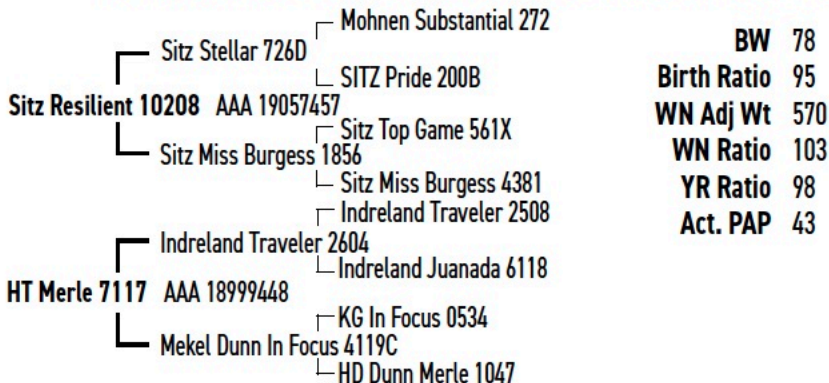 Mohnen Substantial 272
Sitz Stellar 726D
SITZ Pride 200B
Sitz Resilient 10208 AAA 19057457
Sitz Top Game 561X
Sitz Miss Burgess 1856
Sitz Miss Burgess 4381
Indreland Traveler 2508
Indreland Traveler 2604
Indreland Juanada 6118
HT Merle 7117 AAA 18999448
KG In Focus 0534
Mekel Dunn In Focus 4119C
HD Dunn Merle 1047
BW 78
Birth Ratio 95
WN Adj Wt 570
WN Ratio 103
YR Ratio 98
Act. PAP 43